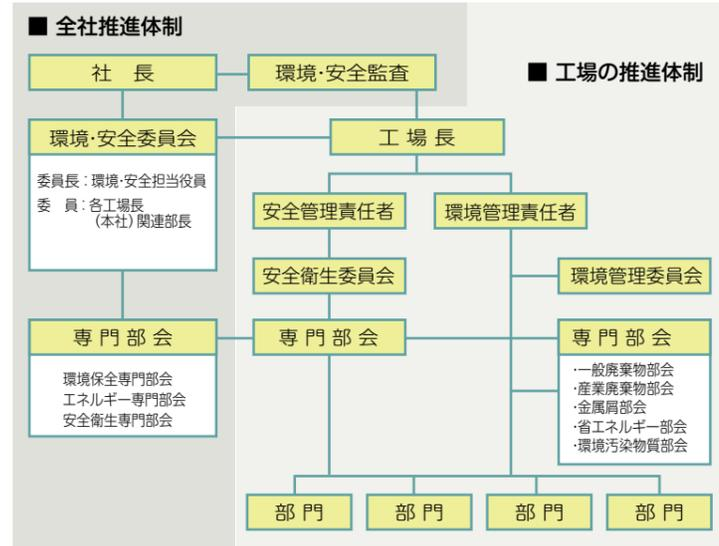 ■ 全社推進体制
社 長
環境・安全監査
■ 工場の推進体制
環境・安全委員会
委員長：環境・安全担当役員
委 員：各工場長
(本社)関連部長
工 場 長
安全管理責任者
環境管理責任者
安全衛生委員会
環境管理委員会
専 門 部 会
環境保全専門部会
エネルギー専門部会
安全衛生専門部会
専 門 部 会
専 門 部 会
・一般廃棄物部会
・産業廃棄物部会
・金属屑部会
・省エネルギー部会
・環境汚染物質部会
部 門
部 門
部 門
部 門